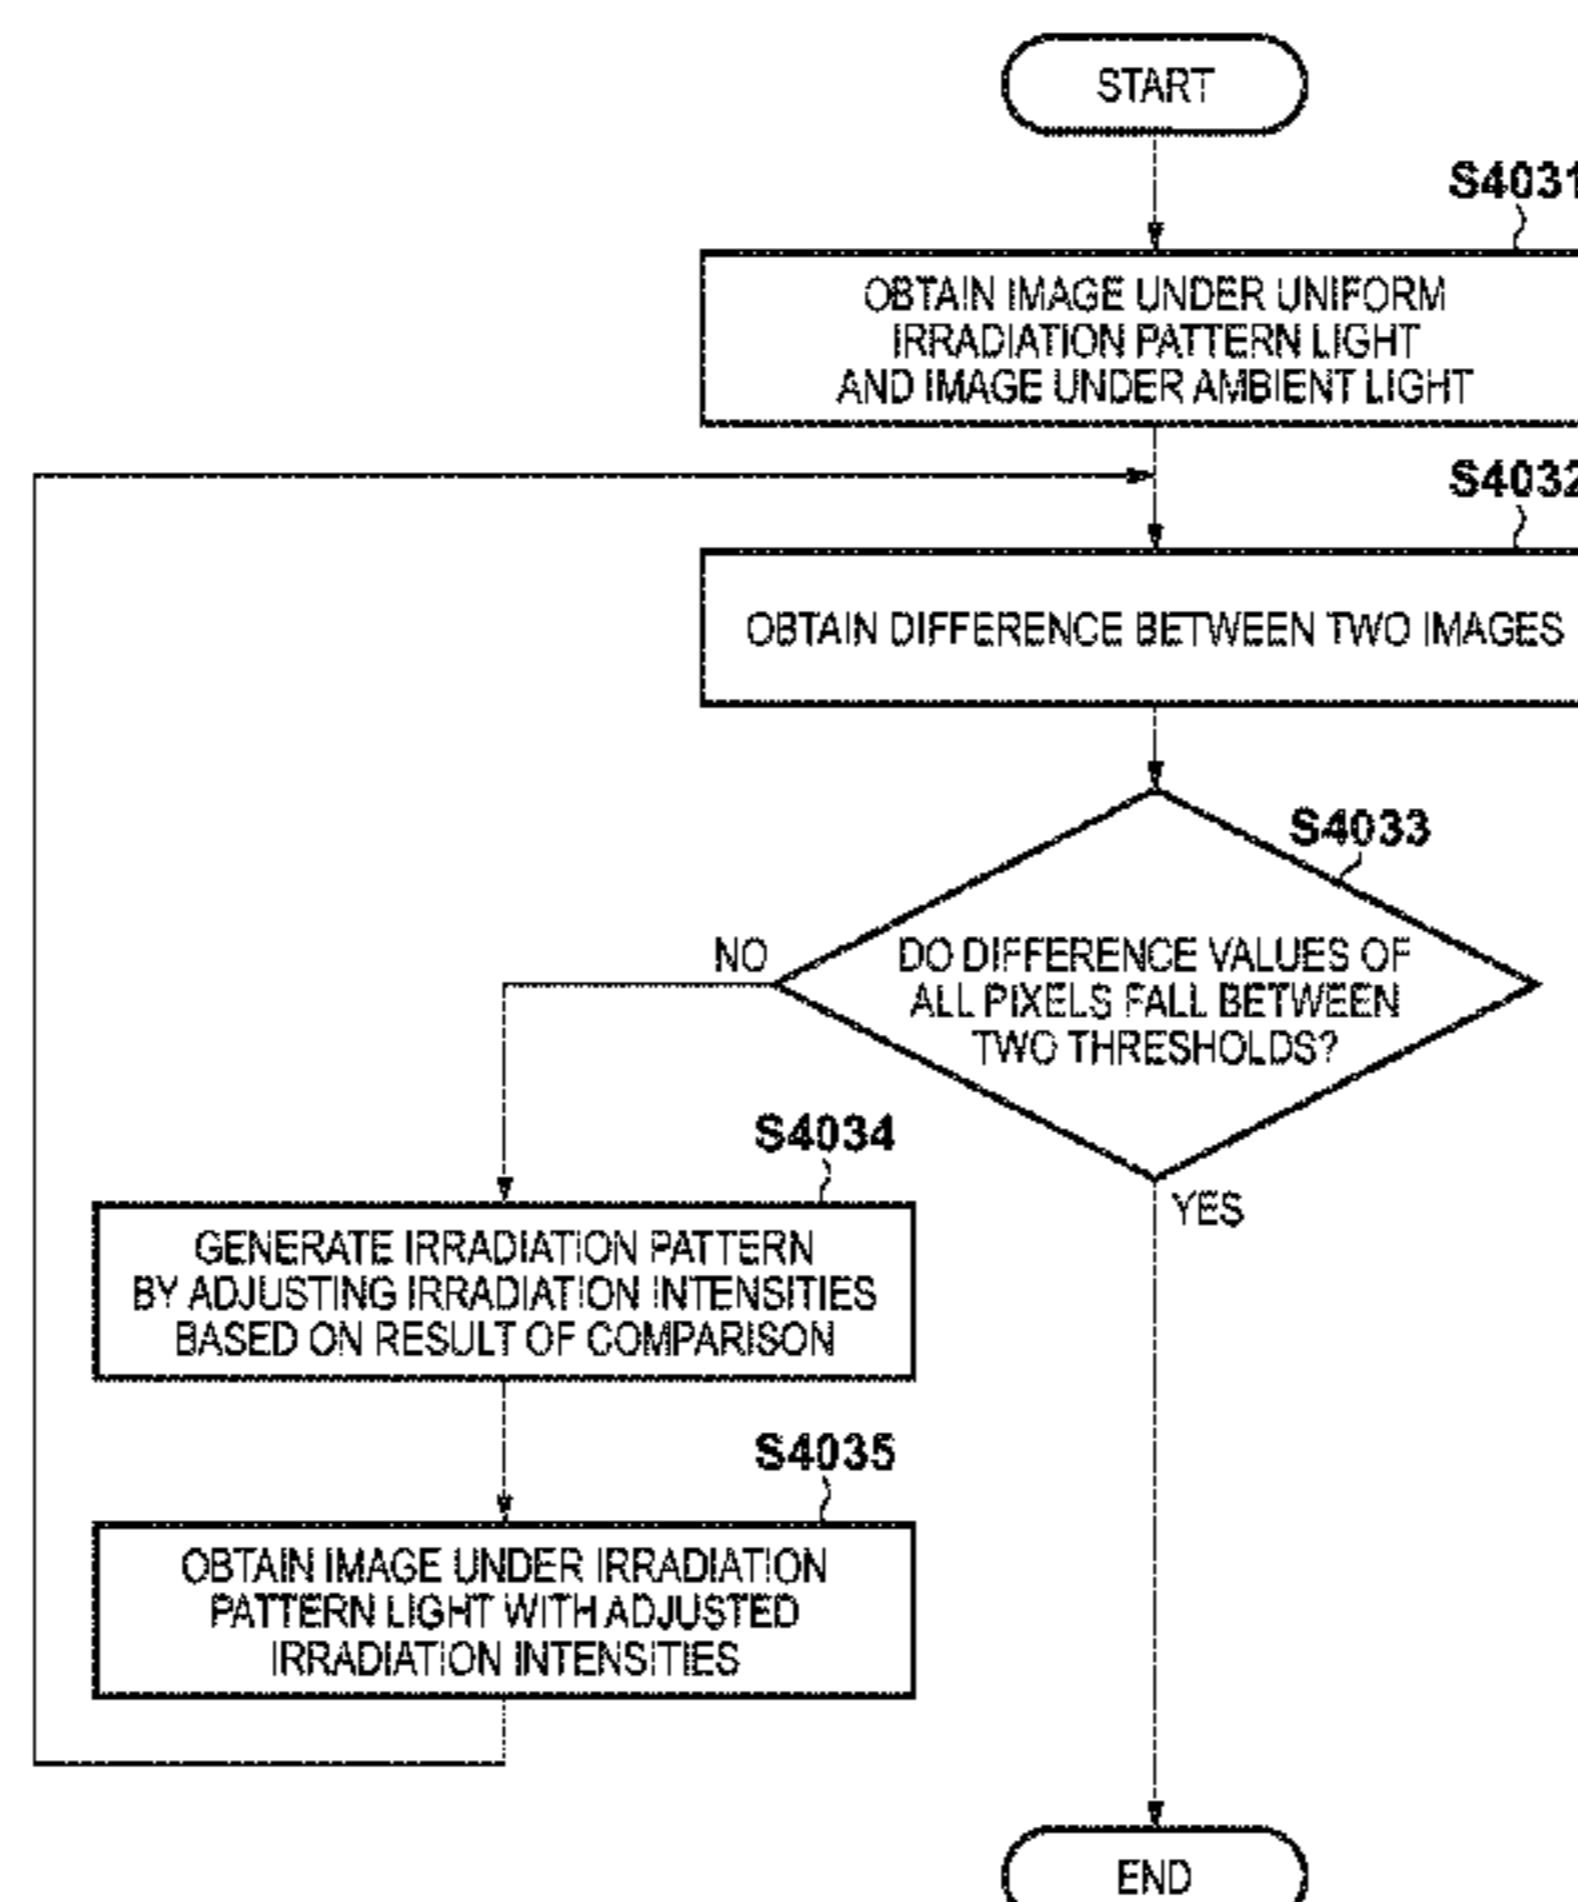 START
S4031
OBTAIN IMAGE UNDER UNIFORM
IRRADIATION PATTERN LIGHT
AND IMAGE UNDER AMBIENT LIGHT
S4032
OBTAIN DIFFERENCE BETWEEN TWO IMAGES
S4033
NO
DO DIFFERENCE VALUES OF
ALL PIXELS FALL BETWEEN
TWO THRESHOLDS?
YES
S4034
GENERATE IRRADIATION PATTERN
BY ADJUSTING IRRADIATION INTENSITIES
BASED ON RESULT OF COMPARISON
S4035
OBTAIN IMAGE UNDER IRRADIATION
PATTERN LIGHT WITH ADJUSTED
IRRADIATION INTENSITIES
END